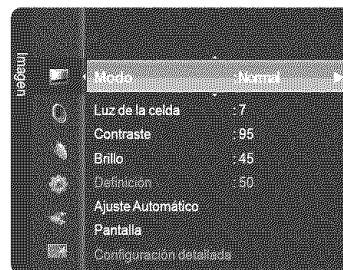 Imagen
Modo :Normal
Luz de la celda :7
Contraste :95
Brillo :45
Definición :50
Ajuste Automático
Pantalla
Configuración detallada